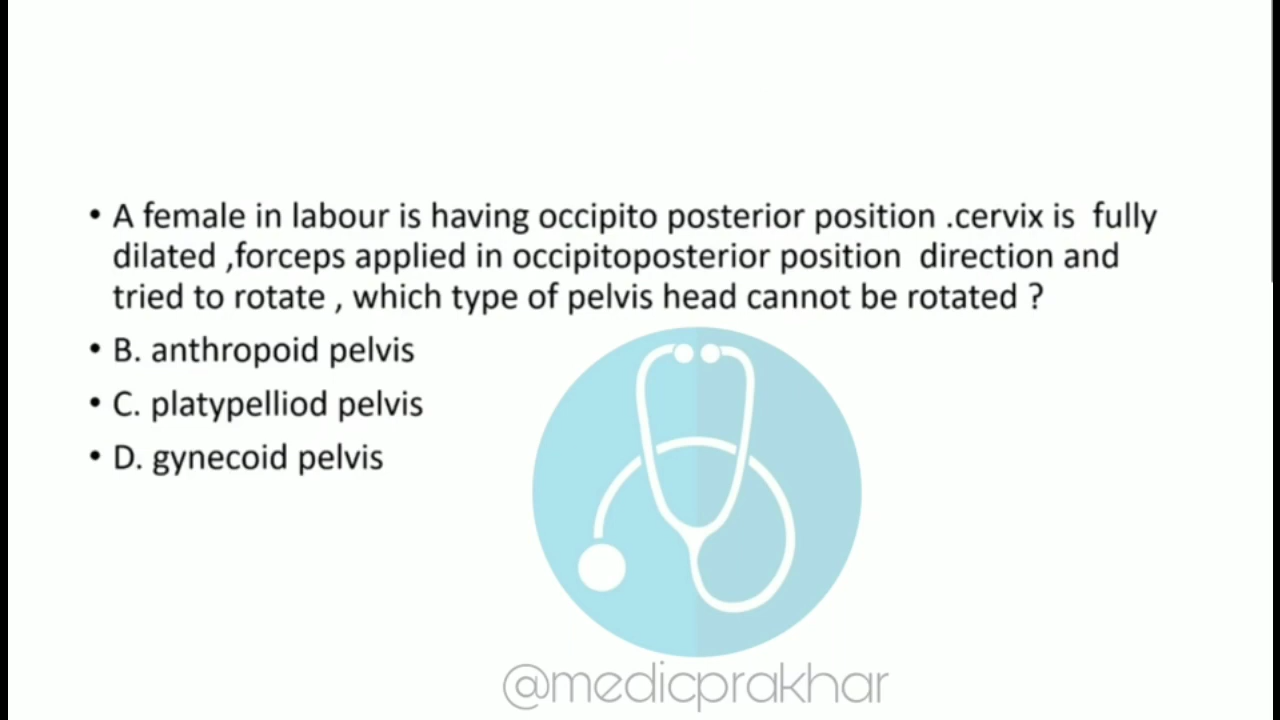 • A female in labour is having occipito posterior position .cervix is  fully
dilated ,forceps applied in occipitoposterior position  direction and
tried to rotate , which type of pelvis head cannot be rotated ?
• B. anthropoid pelvis
• C. platypelliod pelvis
• D. gynecoid pelvis
@medicprakhar